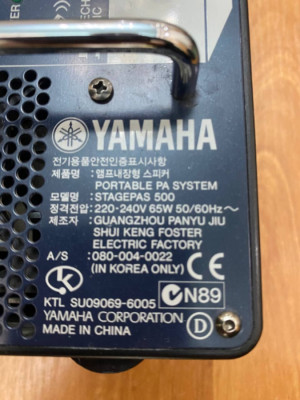 YAMAHA
전기용품안전인증표시사항
제품명 : 앰프내장형 스피커
PORTABLE PA SYSTEM
모델명 : STAGEPAS 500
정격전압 : 220-240V 65W 50/60Hz～
제조자 : GUANGZHOU PANYU JIU
SHUI KENG FOSTER
ELECTRIC FACTORY
A/S : 080-004-0022
(IN KOREA ONLY)
CE
N89
KTL SU09069-6005
YAMAHA CORPORATION
D
MADE IN CHINA